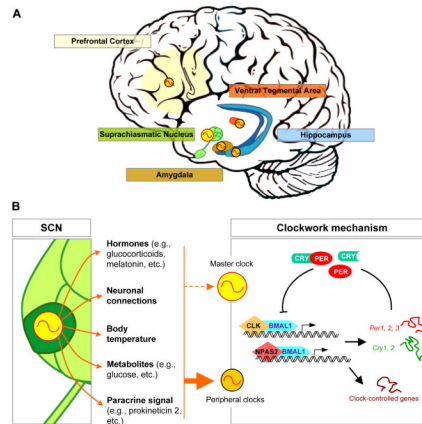 A
Prefrontal Cortex
Ventral Tegmental Area
Suprachiasmatic Nucleus
Hippocampus
Amygdala
B
SCN
Clockwork mechanism
Hormones (e.g.,
glucocorticoids,
melatonin, etc.)
Neuronal
connections
Body
temperature
Metabolites (e.g.,
glucose, etc.)
Paracrine signal
(e.g., prokineticin 2,
etc.)
Master clock
Peripheral clocks
CRY PER CRY
PER
CLK BMAL1
NPAS2 BMAL1
Per1, 2, 3
Cry1, 2
Clock-controlled genes